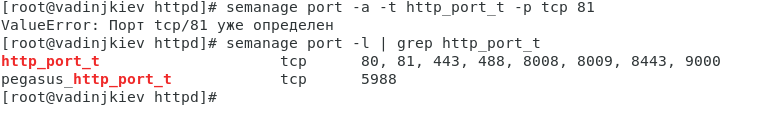 [root@vadinjkiev httpd]# semanage port -a -t http_port_t -p tcp 81
ValueError: Порт tcp/81 уже определен
[root@vadinjkiev httpd]# semanage port -l | grep http_port_t
http_port_t                    tcp      80, 81, 443, 488, 8008, 8009, 8443, 9000
pegasus_http_port_t            tcp      5988
[root@vadinjkiev httpd]#